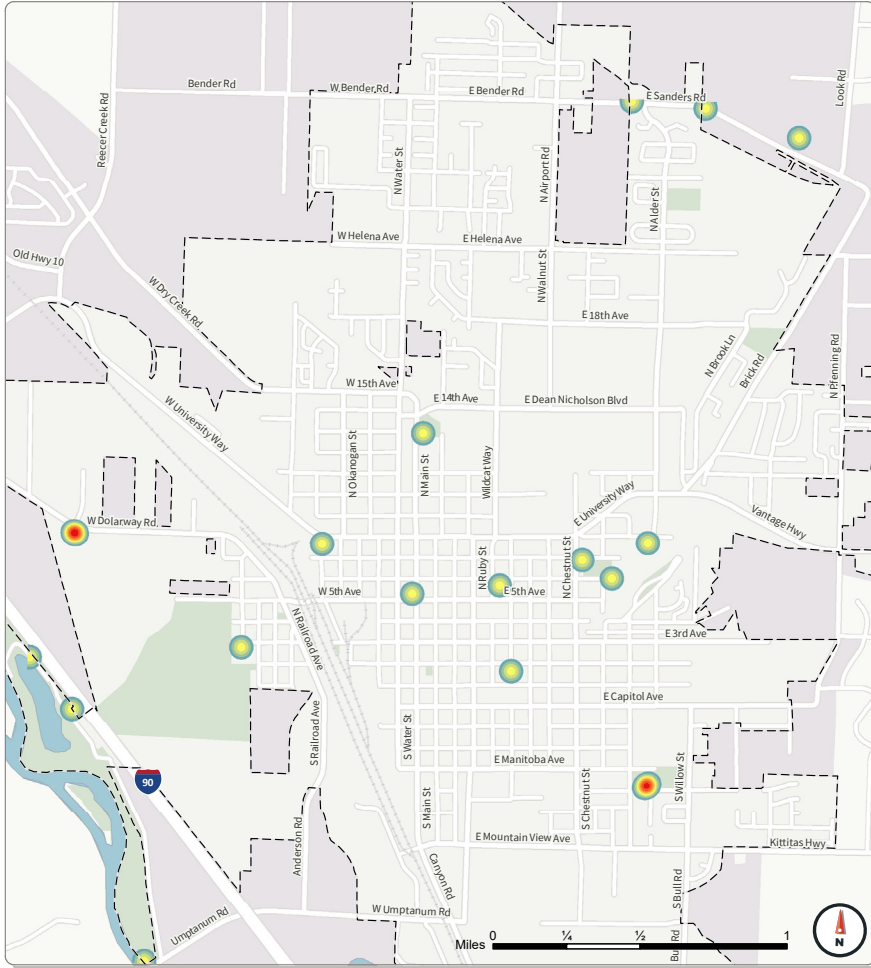 Bender Rd
W Bender Rd
E Bender Rd
E Sanders Rd
Look Rd
Reecer Creek Rd
N Water St
N Airport Rd
N Alder St
W Helena Ave
E Helena Ave
Old Hwy 10
W Dry Creek Rd
N Walnut St
E 18th Ave
N Brook Ln
Brick Rd
N Pfenning Rd
W 15th Ave
E 14th Ave
E Dean Nicholson Blvd
W University Way
N Okanogan St
N Main St
Wildcat Way
E University Way
Vantage Hwy
W Dolarway Rd
N Ruby St
N Chestnut St
W 5th Ave
E 5th Ave
N Railroad Ave
E 3rd Ave
E Capitol Ave
S Railroad Ave
S Water St
E Manitoba Ave
S Chestnut St
S Willow St
90
S Main St
E Mountain View Ave
Kittitas Hwy
Anderson Rd
Canyon Rd
S Bull Rd
W Umptanum Rd
Umptanum Rd
Miles
0
¼
½
1
N